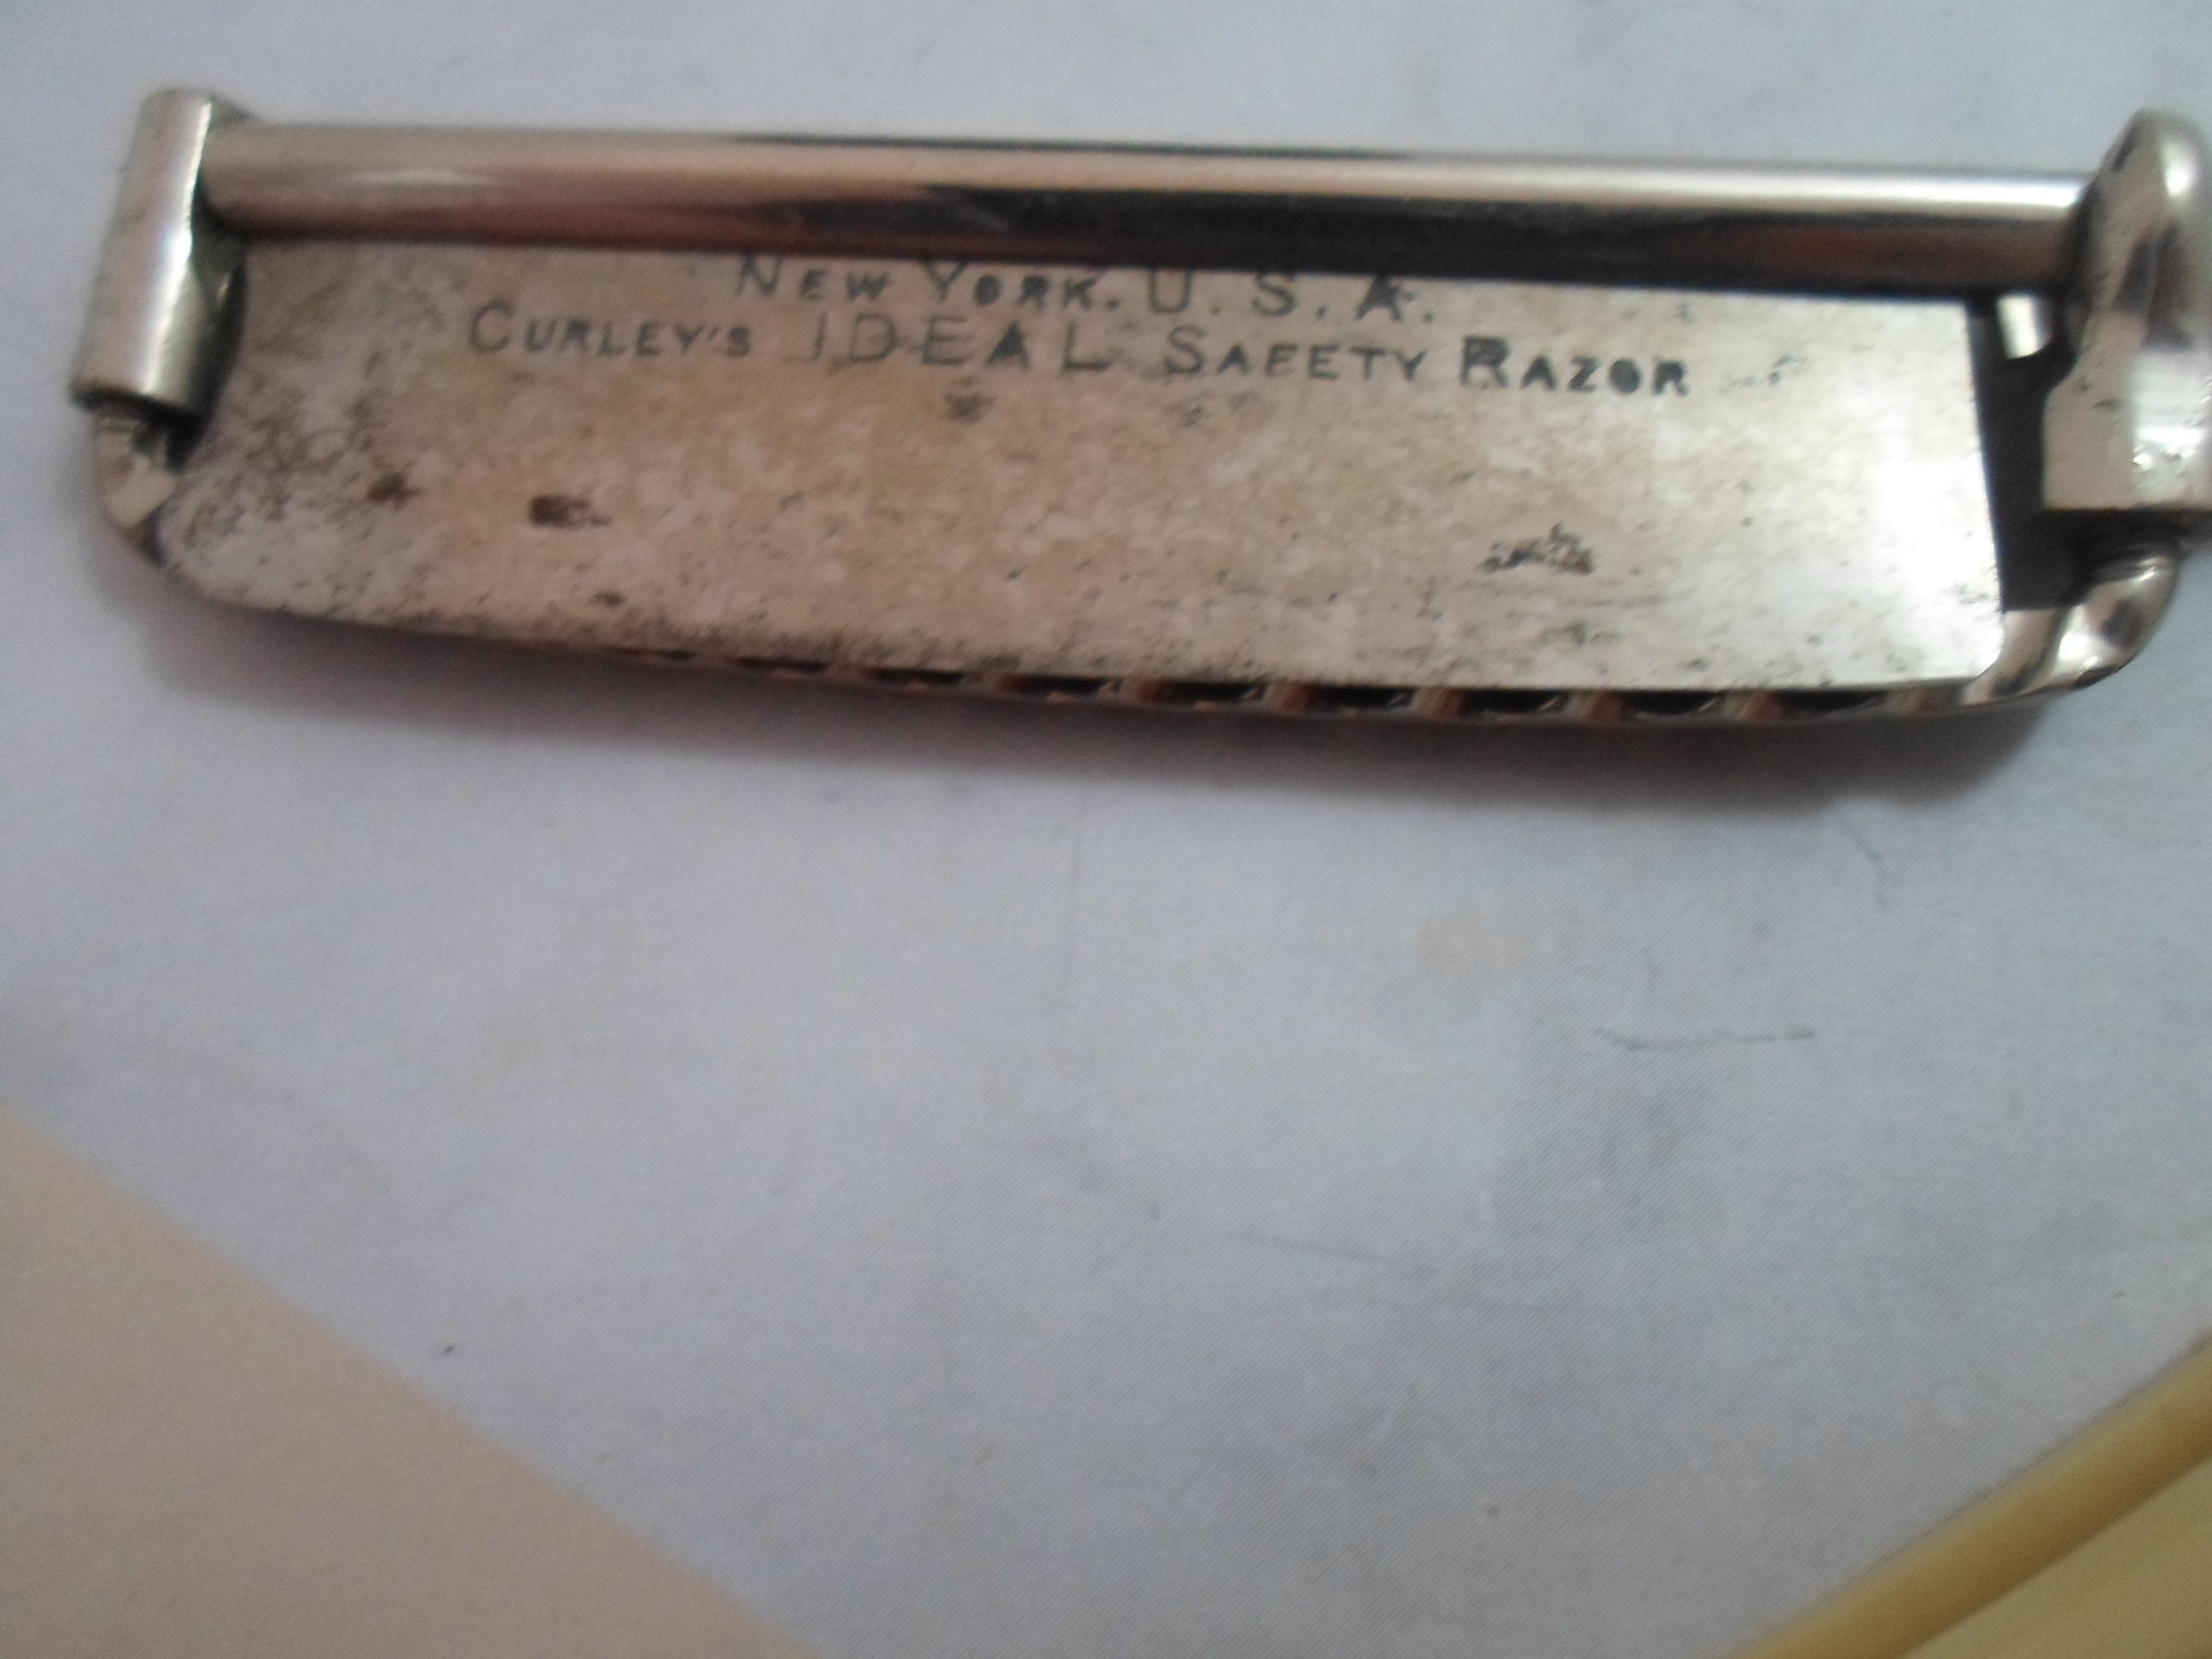 New York. U.S.A.
Curley's IDEAL Safety Razor